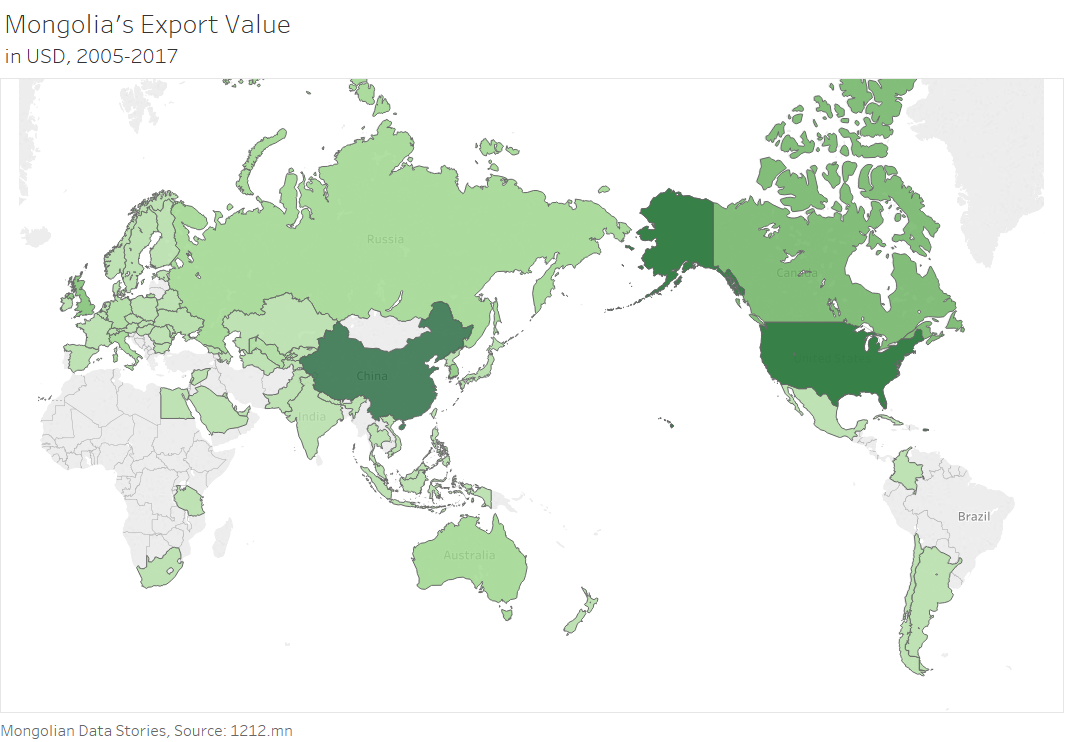 Mongolia's Export Value
in USD, 2005-2017
Russia
Canada
China
India
Brazil
Australia
Mongolian Data Stories, Source: 1212.mn